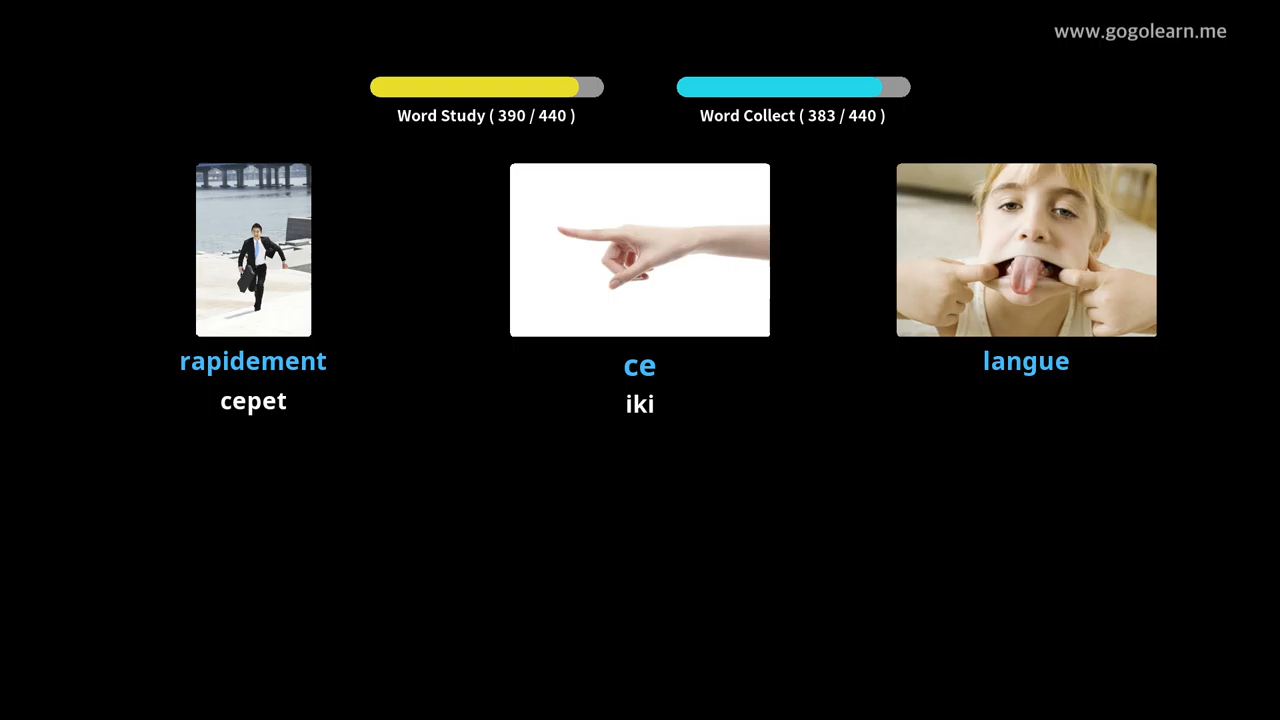 www.gogolearn.me
Word Study ( 390 / 440 )
Word Collect ( 383 / 440 )
rapidement
cepet
ce
iki
langue